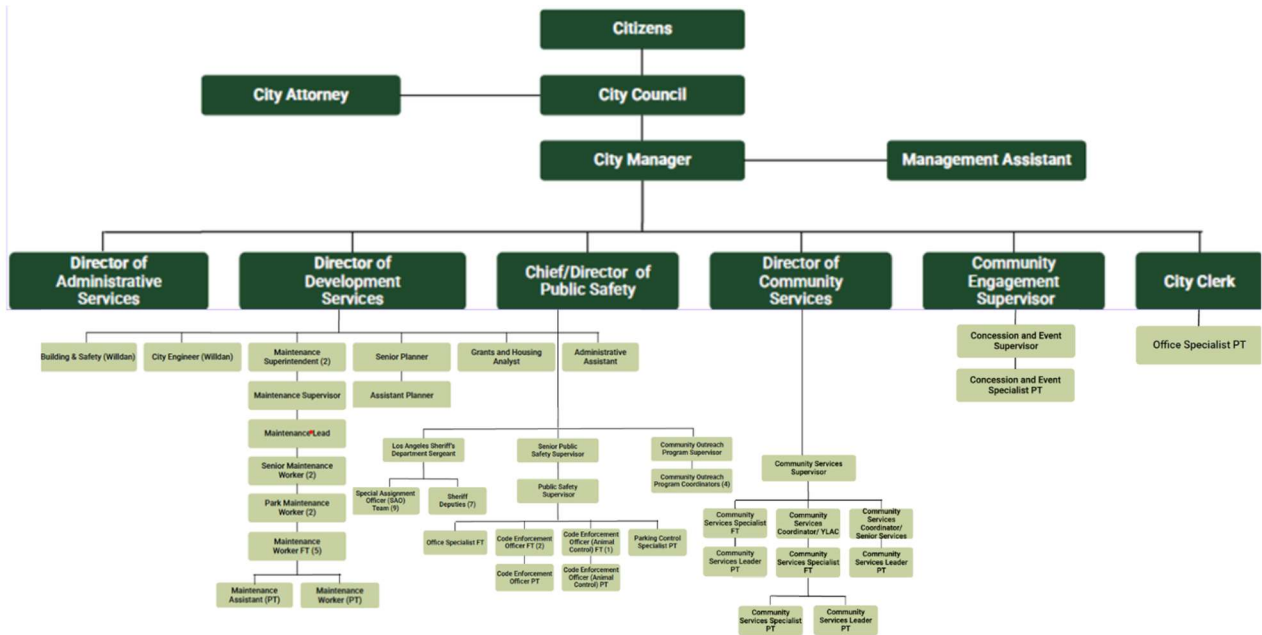 Citizens
City Attorney
City Council
City Manager
Management Assistant
Director of
Administrative
Services
Director of
Development
Services
Chief/Director of
Public Safety
Director of
Community
Services
Community
Engagement
Supervisor
City Clerk
Building & Safety (Willdan)
City Engineer (Willdan)
Maintenance
Superintendent (2)
Senior Planner
Grants and Housing
Analyst
Administrative
Assistant
Concession and Event
Supervisor
Office Specialist PT
Maintenance Supervisor
Assistant Planner
Concession and Event
Specialist PT
Maintenance Lead
Los Angeles Sheriff's
Department Sergeant
Senior Public
Safety Supervisor
Community Outreach
Program Supervisor
Community Services
Supervisor
Senior Maintenance
Worker (2)
Special Assignment
Officer (SAO)
Team (9)
Sheriff
Deputies (7)
Public Safety
Supervisor
Community Outreach
Program Coordinators (4)
Park Maintenance
Worker (2)
Community
Services Specialist
FT
Community
Services
Coordinator/ YLAC
Community
Services
Coordinator/
Senior Services
Maintenance
Worker FT (5)
Office Specialist FT
Code Enforcement
Officer FT (2)
Code Enforcement
Officer (Animal
Control) FT (1)
Parking Control
Specialist PT
Community
Services Leader
PT
Community
Services Specialist
FT
Community
Services Leader
PT
Code Enforcement
Officer PT
Code Enforcement
Officer (Animal
Control) PT
Maintenance
Assistant (PT)
Maintenance
Worker (PT)
Community
Services Specialist
PT
Community
Services Leader
PT